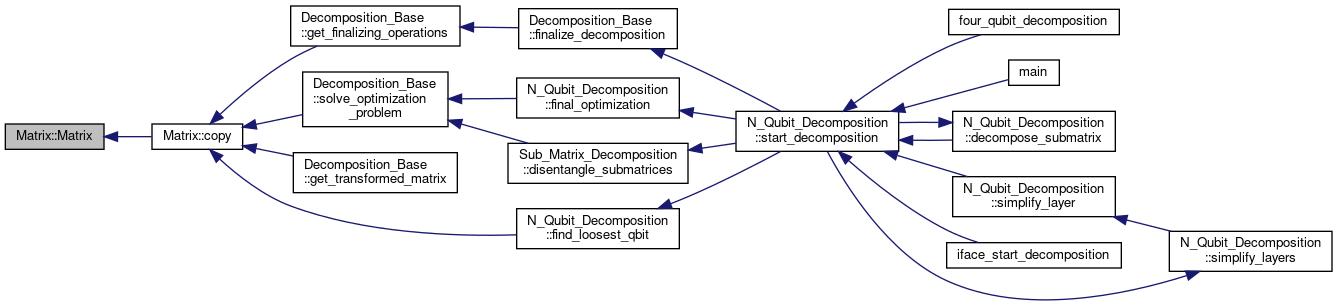 Matrix::Matrix
Matrix::copy
Decomposition_Base
::get_finalizing_operations
Decomposition_Base
::solve_optimization
_problem
Decomposition_Base
::get_transformed_matrix
Decomposition_Base
::finalize_decomposition
N_Qubit_Decomposition
::final_optimization
Sub_Matrix_Decomposition
::disentangle_submatrices
N_Qubit_Decomposition
::find_loosest_qbit
N_Qubit_Decomposition
::start_decomposition
four_qubit_decomposition
main
N_Qubit_Decomposition
::decompose_submatrix
N_Qubit_Decomposition
::simplify_layer
iface_start_decomposition
N_Qubit_Decomposition
::simplify_layers